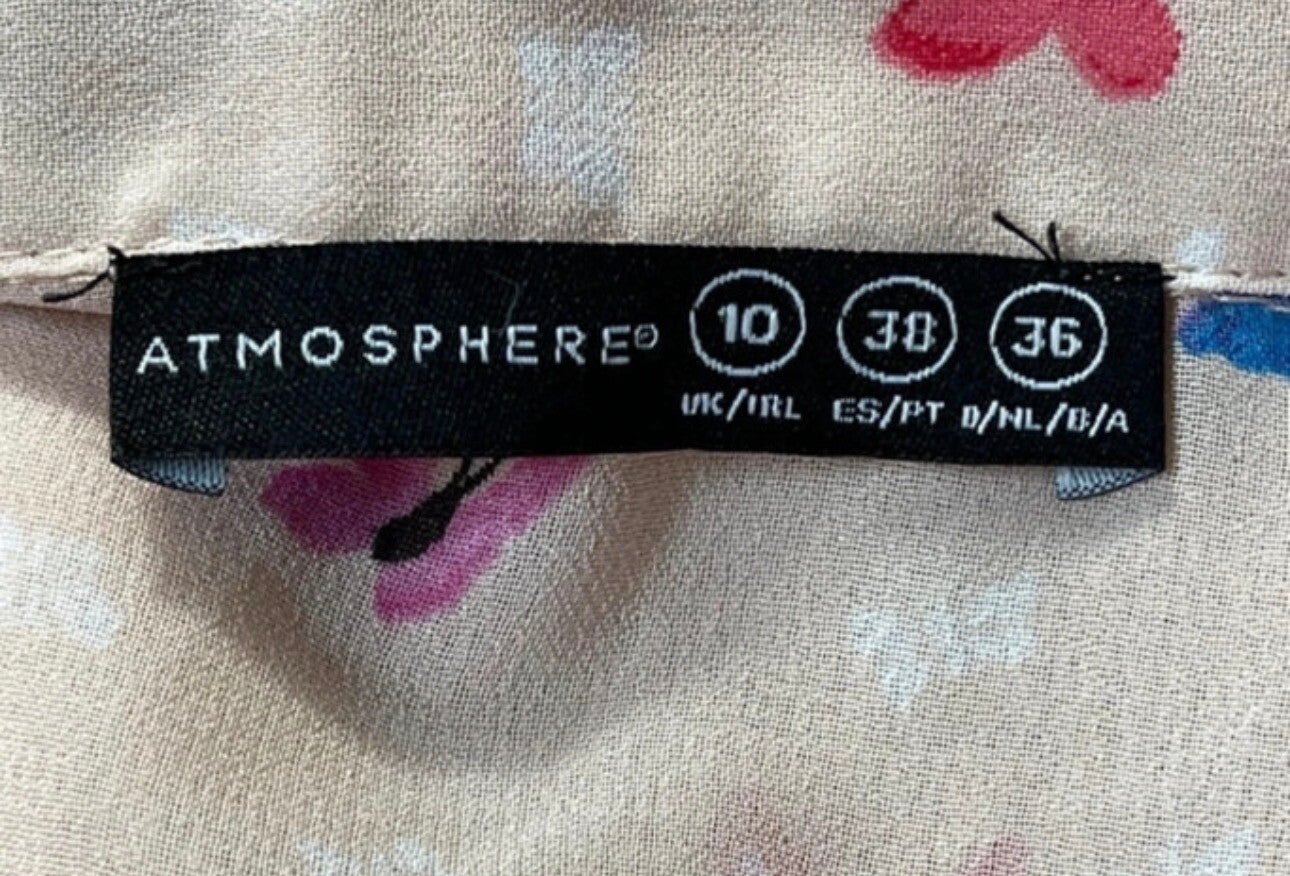 ATMOSPHERE® 10 38 36
UK/IRL ES/PT D/NL/B/A